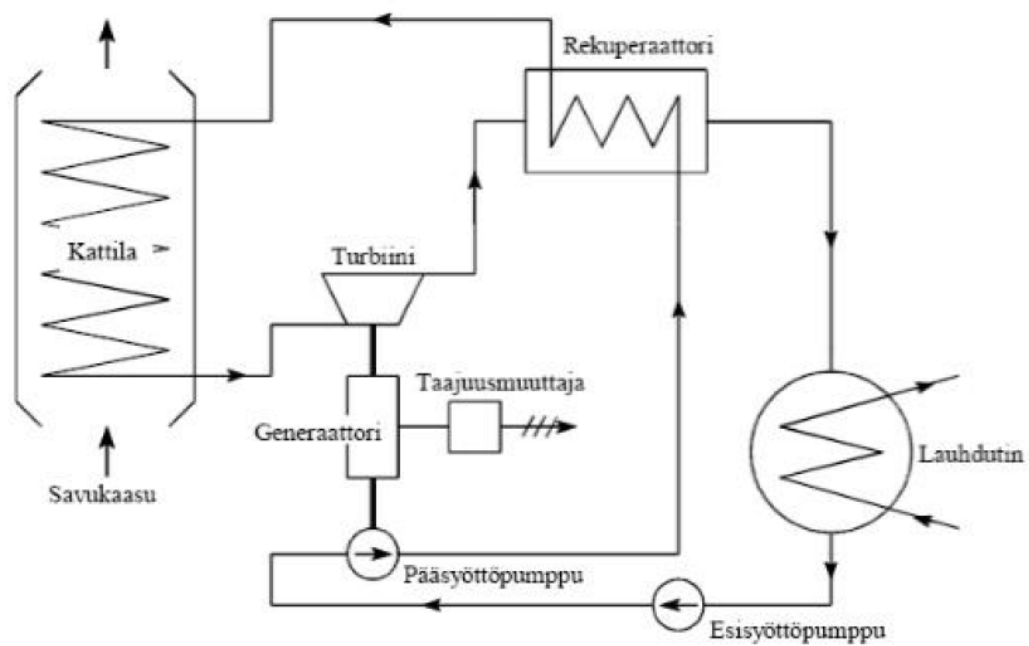 Rekuperaattori
Kattila
Turbiini
Taajuusmuuttaja
Generaattori
Lauhdutin
Savukaasu
Pääsyöttöpumppu
Esisyöttöpumppu